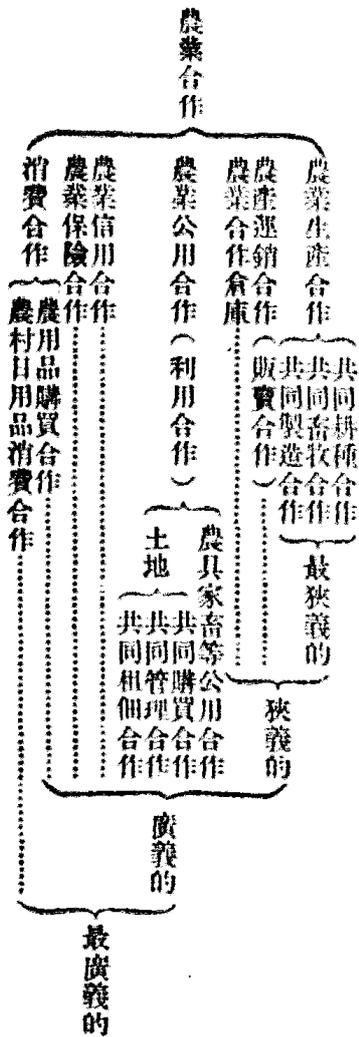 農業合作
農業生產合作
共同耕種合作
共同畜牧合作
共同製造合作
最狹義的
農產運銷合作(販賣合作)
農業合作倉庫
狹義的
農業公用合作(利用合作)
農具家畜等公用合作
土地
共同購買合作
共同管理合作
共同租佃合作
農業信用合作
農業保險合作
消費合作
農用品購買合作
廣義的
農村日用品消費合作
最廣義的